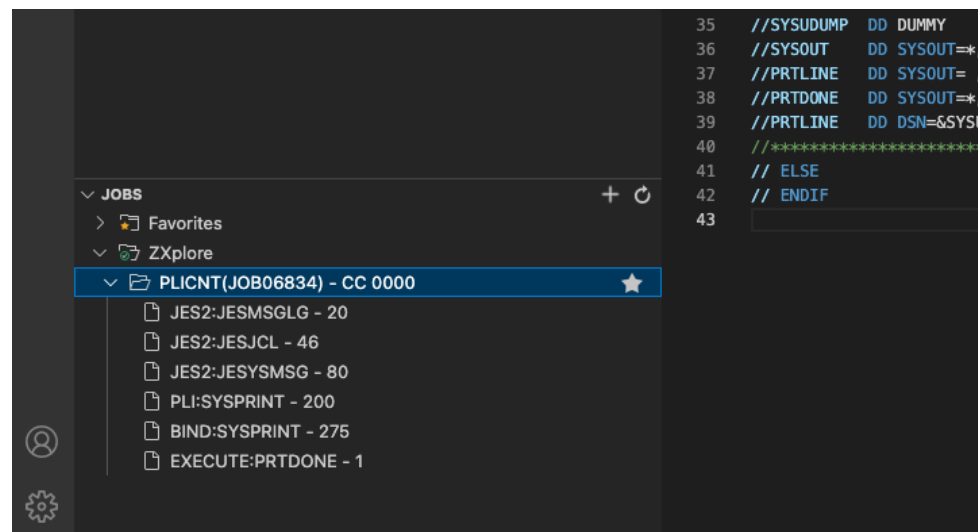 JOBS
Favorites
ZXplore
PLICNT(JOB06834) - CC 0000
JES2:JESMSGLG - 20
JES2:JESJCL - 46
JES2:JESYSMSG - 80
PLI:SYSPRINT - 200
BIND:SYSPRINT - 275
EXECUTE:PRTDONE - 1
35 //SYSUDUMP DD DUMMY
36 //SYSOUT DD SYSOUT=*
37 //PRTLINE DD SYSOUT=
38 //PRTDONE DD SYSOUT=*
39 //PRTLINE DD DSN=&SYSU
40 //***********************
41 // ELSE
42 // ENDIF
43